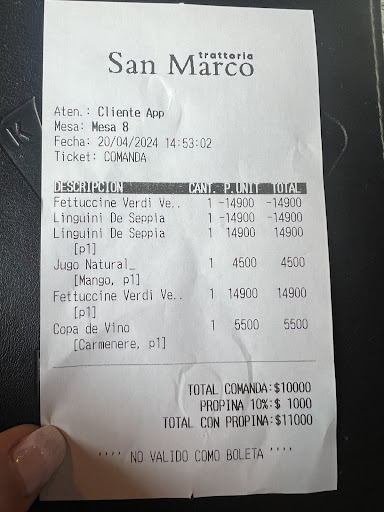 trattoria
San Marco
Aten.: Cliente App
Mesa: Mesa 8
Fecha: 20/04/2024 14:53:02
Ticket: COMANDA
DESCRIPCION CANT. P.UNIT TOTAL
Fettuccine Verdi Ve.. 1 -14900 -14900
Linguini De Seppia 1 -14900 -14900
Linguini De Seppia 1 14900 14900
[p1]
Jugo Natural_ 1 4500 4500
[Mango, p1]
Fettuccine Verdi Ve.. 1 14900 14900
[p1]
Copa de Vino 1 5500 5500
[Carmenere, p1]
TOTAL COMANDA:$10000
PROPINA 10%:$ 1000
TOTAL CON PROPINA:$11000
'''' NO VALIDO COMO BOLETA ''''